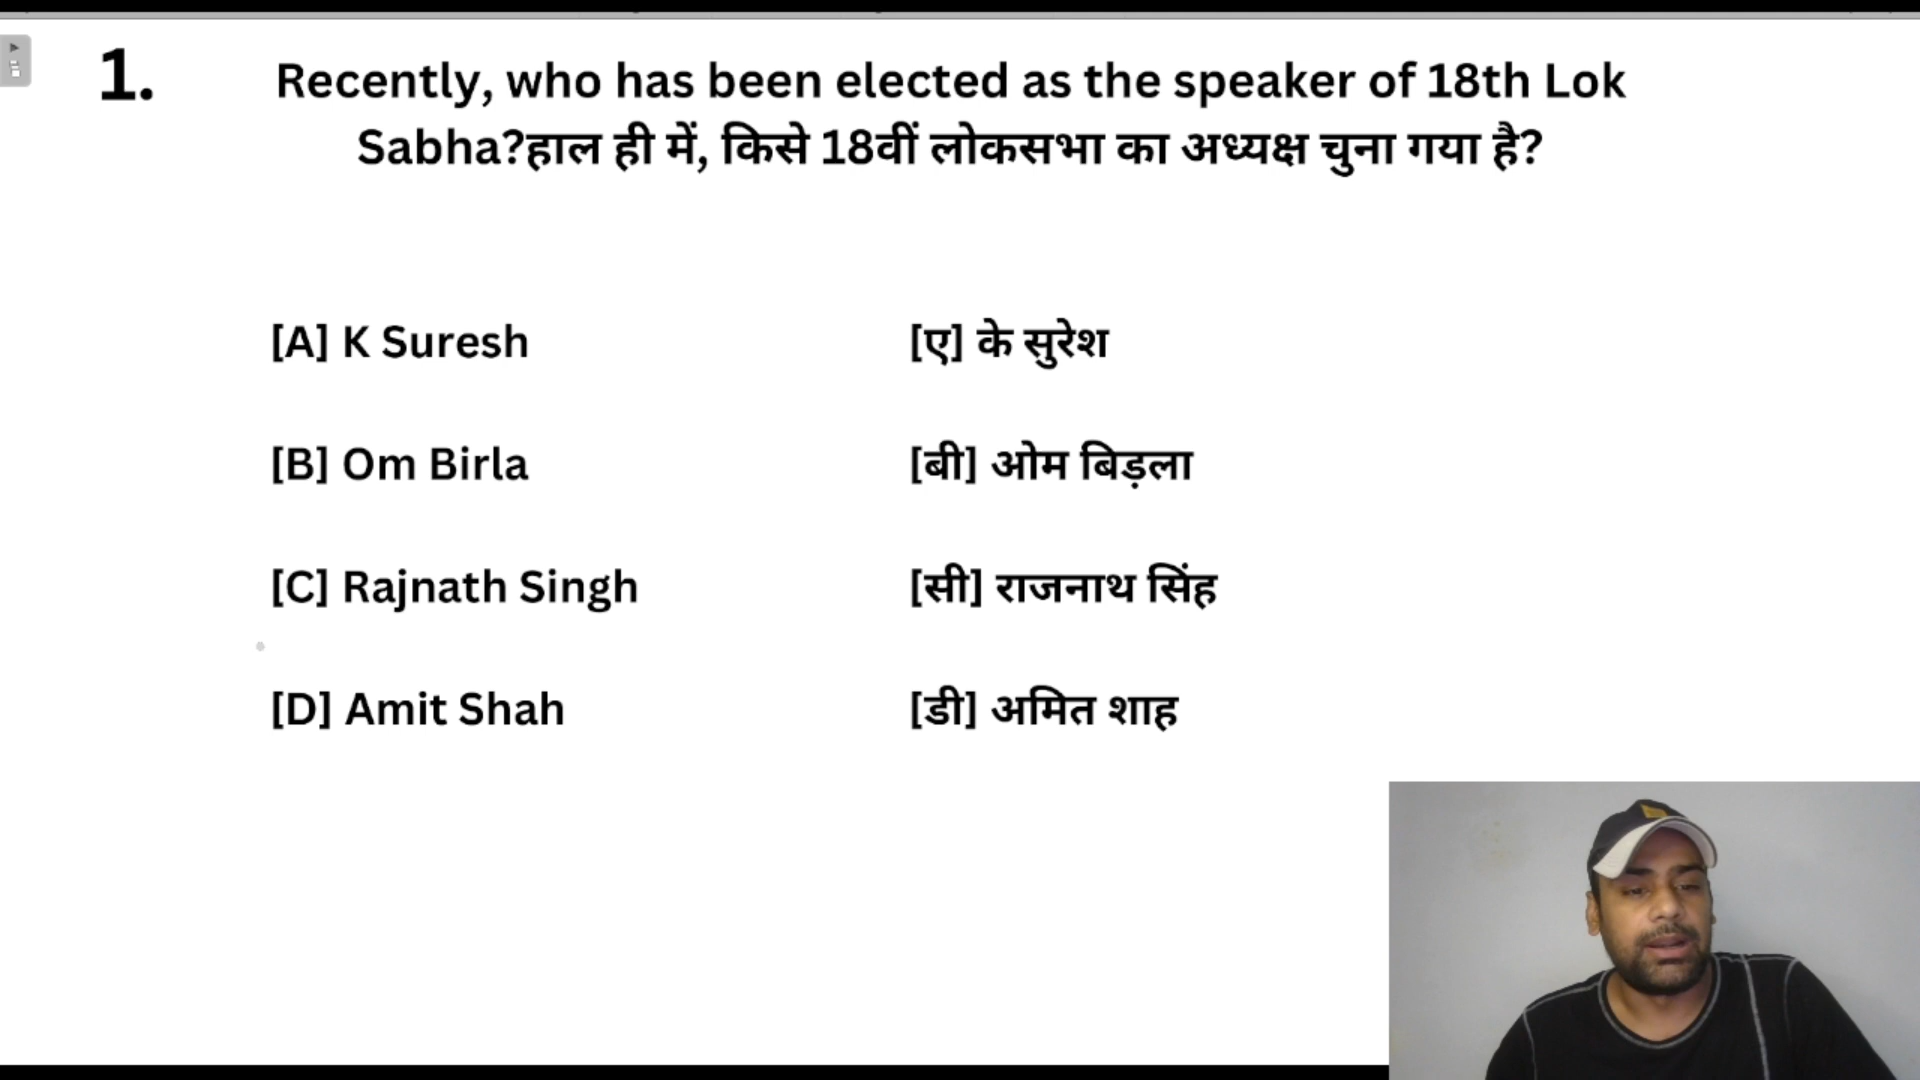 1.
Recently, who has been elected as the speaker of 18th Lok
Sabha?हाल ही में, किसे 18वीं लोकसभा का अध्यक्ष चुना गया है?
[A] K Suresh
[ए] के सुरेश
[B] Om Birla
[बी] ओम बिड़ला
[C] Rajnath Singh
[सी] राजनाथ सिंह
[D] Amit Shah
[डी] अमित शाह